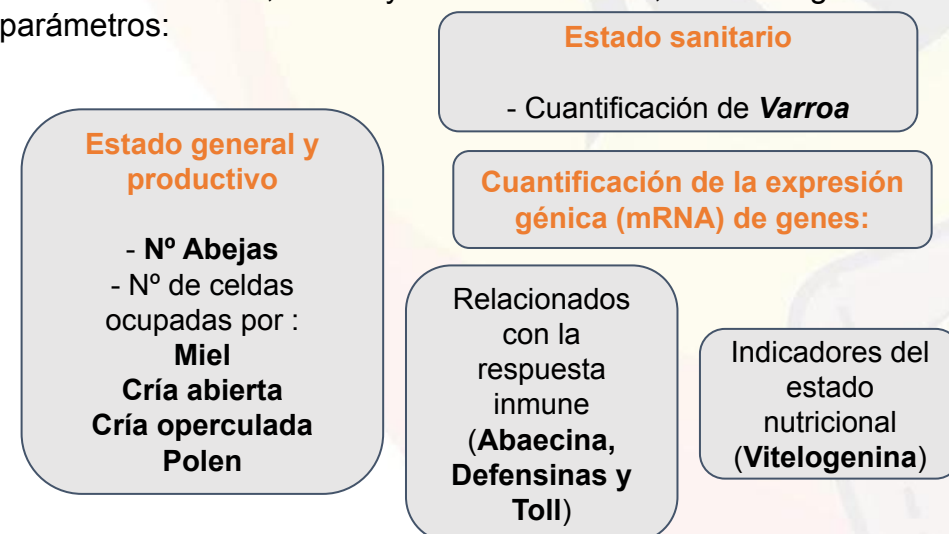 parámetros:
Estado sanitario
- Cuantificación de Varroa
Estado general y
productivo
- Nº Abejas
- Nº de celdas
ocupadas por :
Miel
Cría abierta
Cría operculada
Polen
Cuantificación de la expresión
génica (mRNA) de genes:
Relacionados
con la
respuesta
inmune
(Abaecina,
Defensinas y
Toll)
Indicadores del
estado
nutricional
(Vitelogenina)